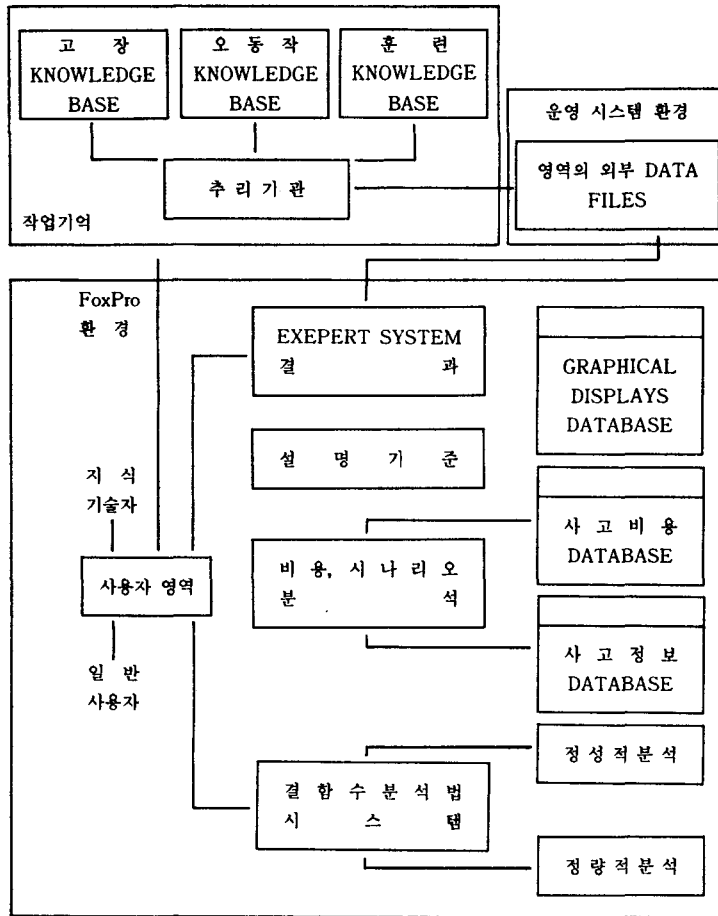 고 장
KNOWLEDGE
BASE
오 동 작
KNOWLEDGE
BASE
훈 련
KNOWLEDGE
BASE
추 리 기 관
작업기억
운영 시스템 환경
영역의 외부 DATA
FILES
FoxPro
환 경
EXEPERT SYSTEM
결 과
GRAPHICAL
DISPLAYS
DATABASE
설 명 기 준
지 식
기술자
사 고 비 용
DATABASE
사용자 영역
비 용, 시 나 리 오
분 석
일 반
사용자
사 고 정 보
DATABASE
정성적분석
결 함 수 분 석 법
시 스 템
정량적분석